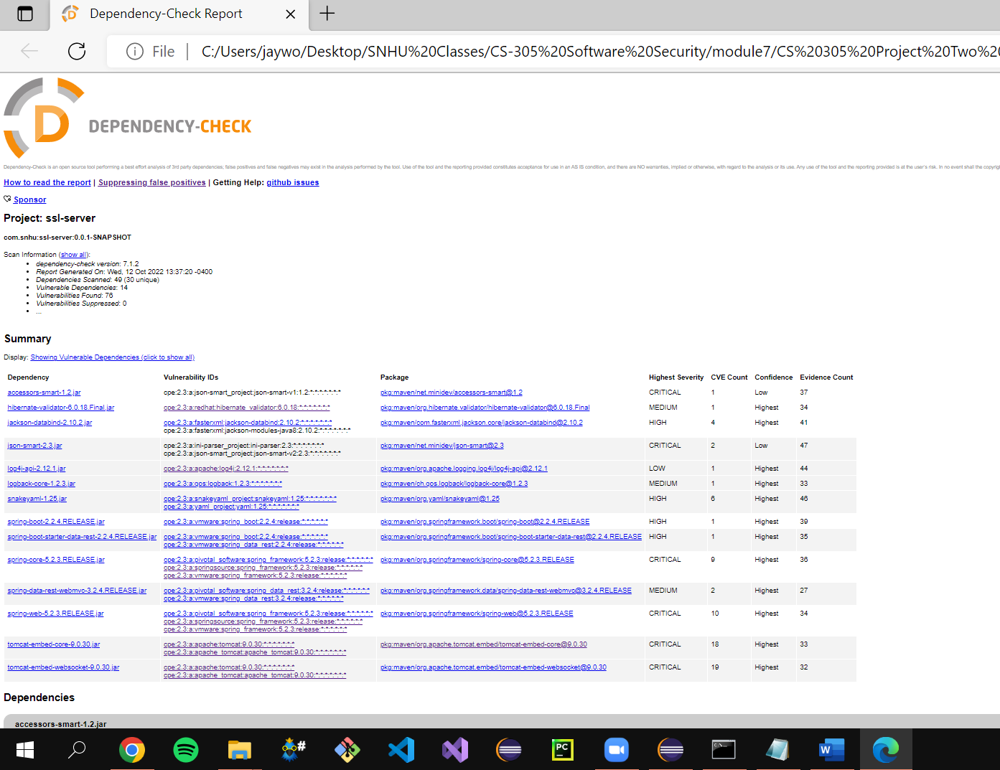 Dependency-Check Report
File | C:/Users/jaywo/Desktop/SNHU%20Classes/CS-305%20Software%20Security/module7/CS%20305%20Project%20Two%20
D DEPENDENCY-CHECK
Dependency-Check is an open source tool performing a best effort analysis of 3rd party dependencies; false positives and false negatives may exist in the analysis performed by the tool. Use of the tool and the reporting provided constitutes acceptance for use in an AS IS condition, and there are NO warranties, implied or otherwise, with regard to the analysis or its use. Any use of the tool and the reporting provided is at the user's risk. In no event shall the copyrig
How to read the report | Suppressing false positives | Getting Help: github issues
Sponsor
Project: ssl-server
com.snhu:ssl-server:0.0.1-SNAPSHOT
Scan Information (show all):
• dependency-check version: 7.1.2
• Report Generated On: Wed, 12 Oct 2022 13:37:20 -0400
• Dependencies Scanned: 49 (30 unique)
• Vulnerable Dependencies: 14
• Vulnerabilities Found: 76
• Vulnerabilities Suppressed: 0
• ...
Summary
Display: Showing Vulnerable Dependencies (click to show all)
Dependency Vulnerability IDs Package Highest Severity CVE Count Confidence Evidence Count
accessors-smart-1.2.jar cpe:2.3:a:json-smart_project:json-smart-v1:1.2:*:*:*:*:*:*:* pkg:maven/net.minidev/accessors-smart@1.2 CRITICAL 1 Low 37
hibernate-validator-6.0.18.Final.jar cpe:2.3:a:redhat:hibernate_validator:6.0.18:*:*:*:*:*:*:* pkg:maven/org.hibernate.validator/hibernate-validator@6.0.18.Final MEDIUM 1 Highest 34
jackson-databind-2.10.2.jar cpe:2.3:a:fasterxml:jackson-databind:2.10.2:*:*:*:*:*:*:* pkg:maven/com.fasterxml.jackson.core/jackson-databind@2.10.2 HIGH 4 Highest 41
cpe:2.3:a:fasterxml:jackson-modules-java8:2.10.2:*:*:*:*:*:*:*
json-smart-2.3.jar cpe:2.3:a:ini-parser_project:ini-parser:2.3:*:*:*:*:*:*:* pkg:maven/net.minidev/json-smart@2.3 CRITICAL 2 Low 47
cpe:2.3:a:json-smart_project:json-smart-v2:2.3:*:*:*:*:*:*:*
log4j-api-2.12.1.jar cpe:2.3:a:apache:log4j:2.12.1:*:*:*:*:*:*:* pkg:maven/org.apache.logging.log4j/log4j-api@2.12.1 LOW 1 Highest 44
logback-core-1.2.3.jar cpe:2.3:a:qos:logback:1.2.3:*:*:*:*:*:*:* pkg:maven/ch.qos.logback/logback-core@1.2.3 MEDIUM 1 Highest 33
snakeyaml-1.25.jar cpe:2.3:a:snakeyaml_project:snakeyaml:1.25:*:*:*:*:*:*:* pkg:maven/org.yaml/snakeyaml@1.25 HIGH 6 Highest 46
cpe:2.3:a:yaml_project:yaml:1.25:*:*:*:*:*:*:*
spring-boot-2.2.4.RELEASE.jar cpe:2.3:a:vmware:spring_boot:2.2.4:release:*:*:*:*:*:* pkg:maven/org.springframework.boot/spring-boot@2.2.4.RELEASE HIGH 1 Highest 39
spring-boot-starter-data-rest-2.2.4.RELEASE.jar cpe:2.3:a:vmware:spring_boot:2.2.4:release:*:*:*:*:*:* pkg:maven/org.springframework.boot/spring-boot-starter-data-rest@2.2.4.RELEASE HIGH 1 Highest 35
cpe:2.3:a:vmware:spring_data_rest:2.2.4:release:*:*:*:*:*:*
spring-core-5.2.3.RELEASE.jar cpe:2.3:a:pivotal_software:spring_framework:5.2.3:release:*:*:*:*:*:* pkg:maven/org.springframework/spring-core@5.2.3.RELEASE CRITICAL 9 Highest 36
cpe:2.3:a:springsource:spring_framework:5.2.3:release:*:*:*:*:*:*
cpe:2.3:a:vmware:spring_framework:5.2.3:release:*:*:*:*:*:*
spring-data-rest-webmvc-3.2.4.RELEASE.jar cpe:2.3:a:pivotal_software:spring_data_rest:3.2.4:release:*:*:*:*:*:* pkg:maven/org.springframework.data/spring-data-rest-webmvc@3.2.4.RELEASE MEDIUM 2 Highest 27
cpe:2.3:a:vmware:spring_data_rest:3.2.4:release:*:*:*:*:*:*
spring-web-5.2.3.RELEASE.jar cpe:2.3:a:pivotal_software:spring_framework:5.2.3:release:*:*:*:*:*:* pkg:maven/org.springframework/spring-web@5.2.3.RELEASE CRITICAL 10 Highest 34
cpe:2.3:a:springsource:spring_framework:5.2.3:release:*:*:*:*:*:*
cpe:2.3:a:vmware:spring_framework:5.2.3:release:*:*:*:*:*:*
tomcat-embed-core-9.0.30.jar cpe:2.3:a:apache:tomcat:9.0.30:*:*:*:*:*:*:* pkg:maven/org.apache.tomcat.embed/tomcat-embed-core@9.0.30 CRITICAL 18 Highest 33
cpe:2.3:a:apache_tomcat:apache_tomcat:9.0.30:*:*:*:*:*:*:*
tomcat-embed-websocket-9.0.30.jar cpe:2.3:a:apache:tomcat:9.0.30:*:*:*:*:*:*:* pkg:maven/org.apache.tomcat.embed/tomcat-embed-websocket@9.0.30 CRITICAL 19 Highest 32
cpe:2.3:a:apache_tomcat:apache_tomcat:9.0.30:*:*:*:*:*:*:*
Dependencies
accessors-smart-1.2.jar